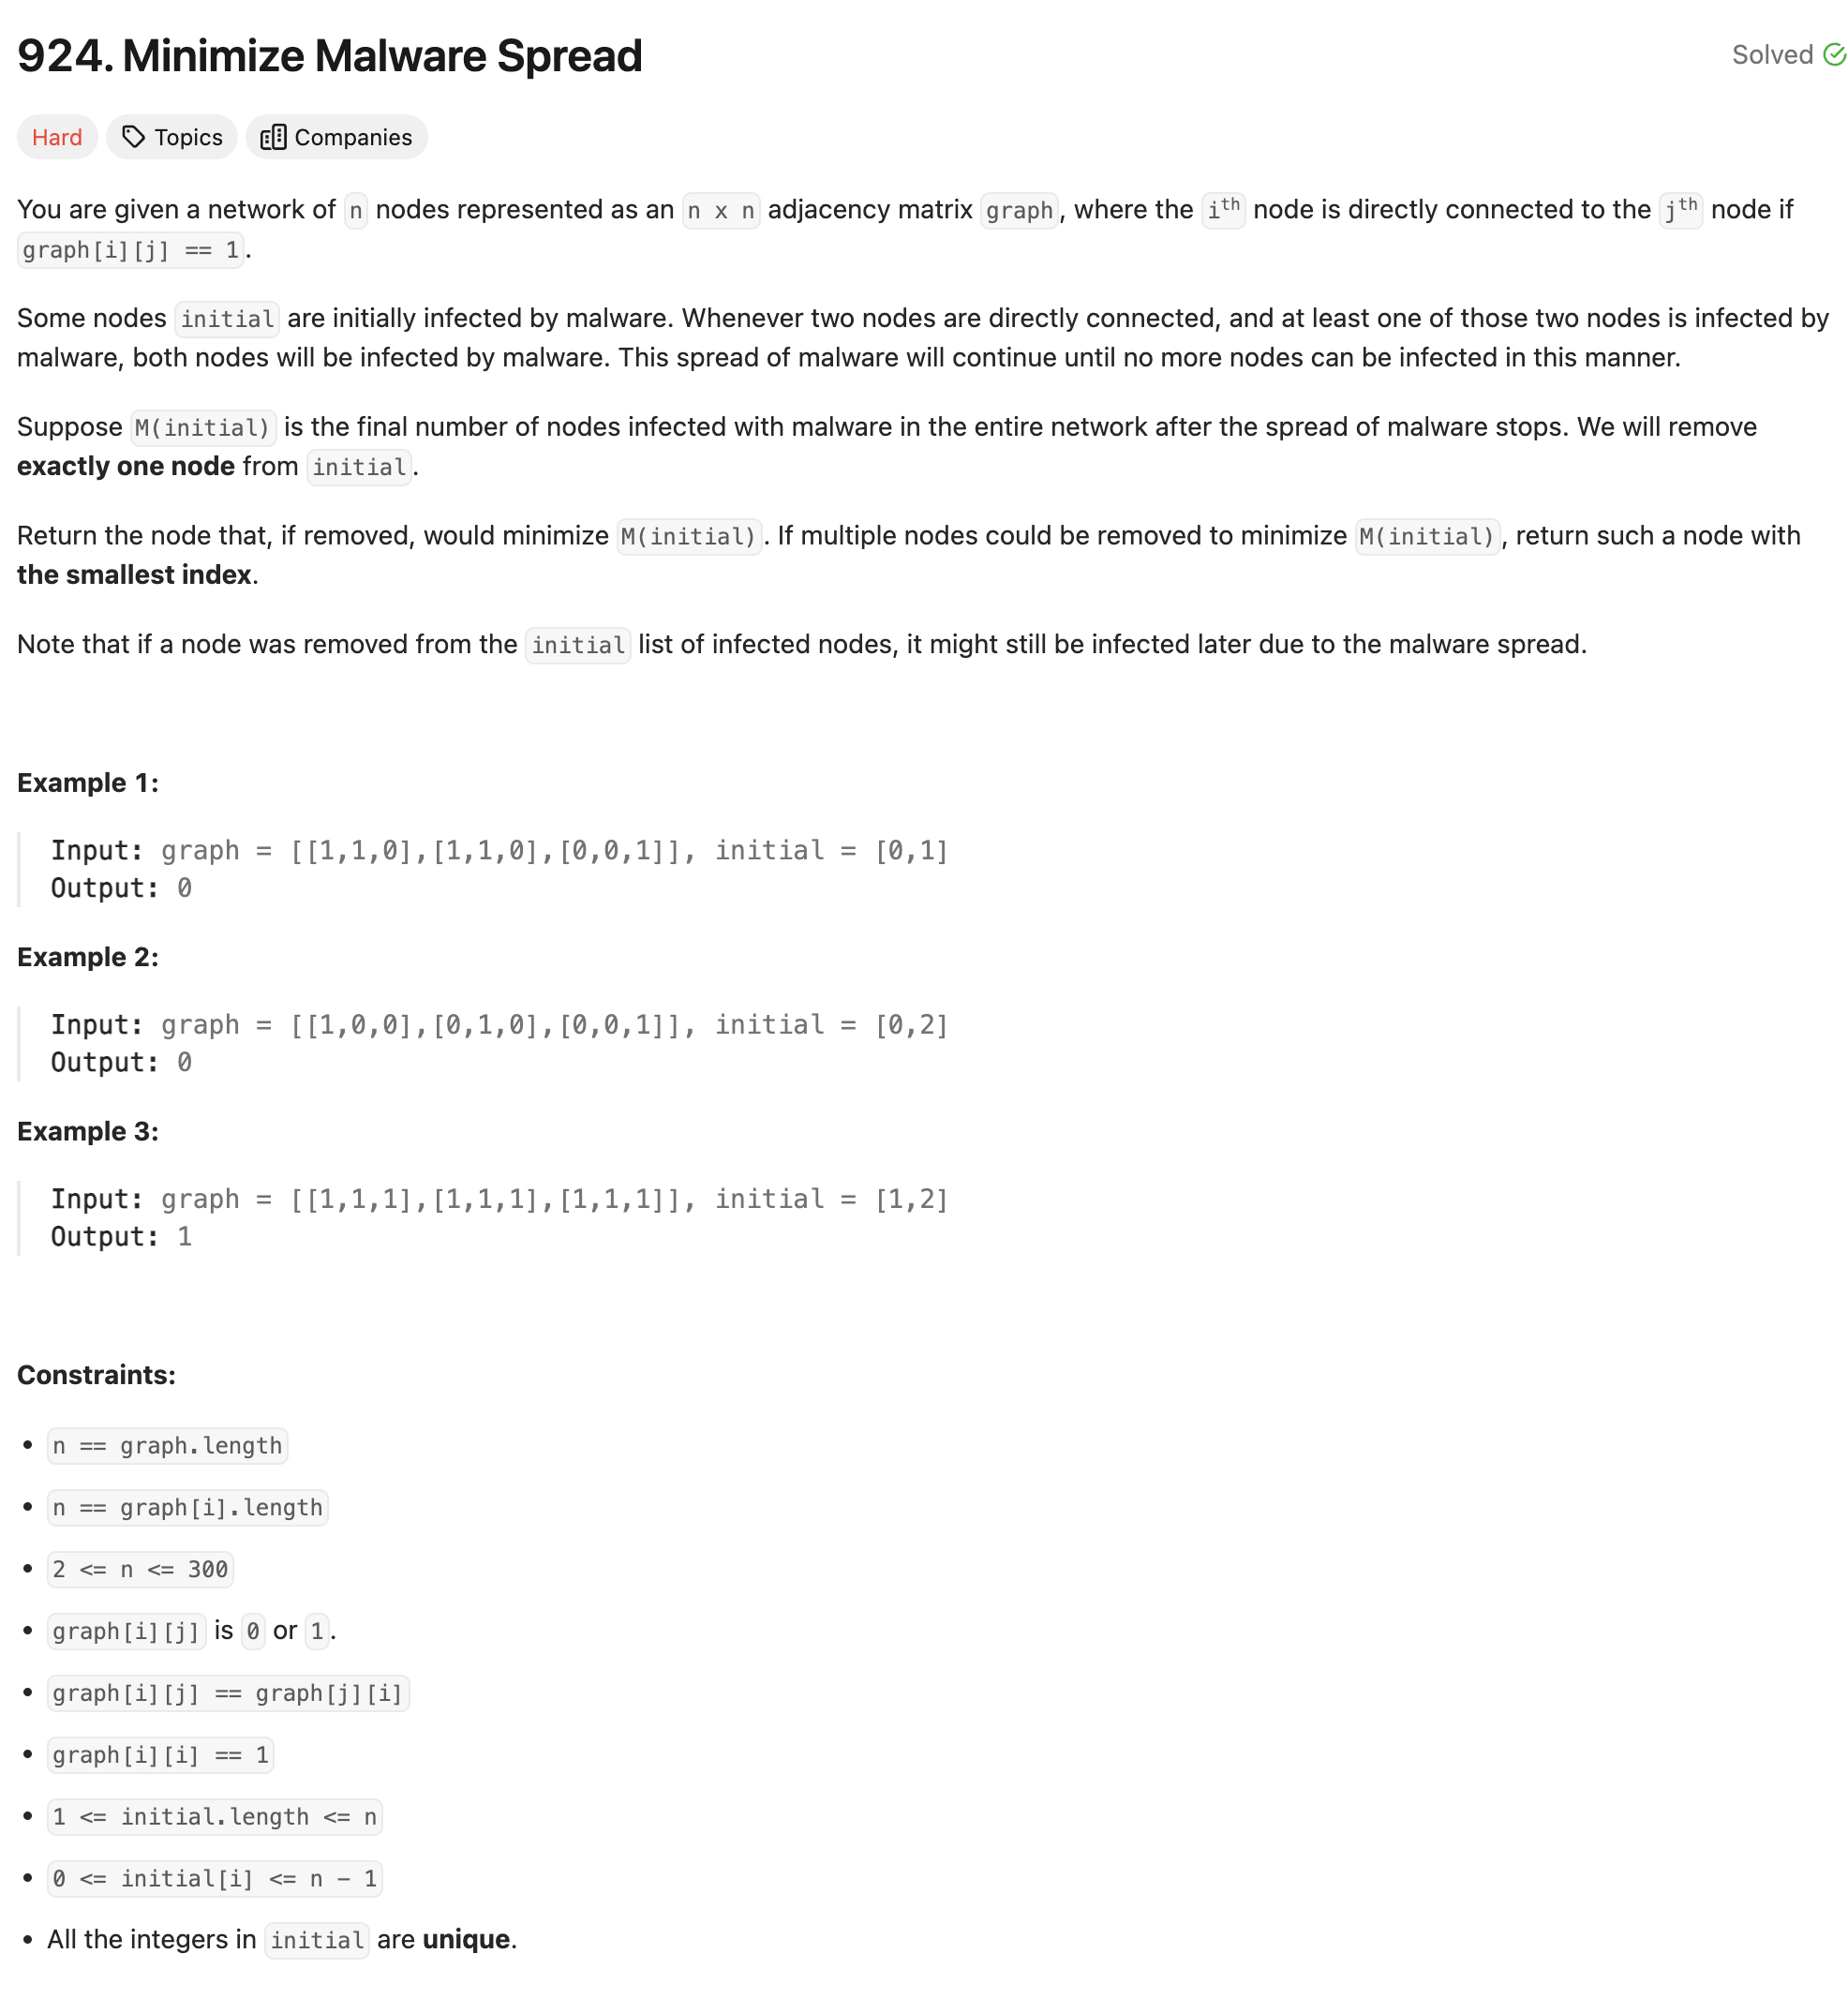 924. Minimize Malware Spread
Solved
Hard
Topics
Companies
You are given a network of n nodes represented as an n x n adjacency matrix graph, where the ith node is directly connected to the jth node if
graph[i][j] == 1.
Some nodes initial are initially infected by malware. Whenever two nodes are directly connected, and at least one of those two nodes is infected by
malware, both nodes will be infected by malware. This spread of malware will continue until no more nodes can be infected in this manner.
Suppose M(initial) is the final number of nodes infected with malware in the entire network after the spread of malware stops. We will remove
exactly one node from initial.
Return the node that, if removed, would minimize M(initial). If multiple nodes could be removed to minimize M(initial), return such a node with
the smallest index.
Note that if a node was removed from the initial list of infected nodes, it might still be infected later due to the malware spread.
Example 1:
Input: graph = [[1,1,0],[1,1,0],[0,0,1]], initial = [0,1]
Output: 0
Example 2:
Input: graph = [[1,0,0],[0,1,0],[0,0,1]], initial = [0,2]
Output: 0
Example 3:
Input: graph = [[1,1,1],[1,1,1],[1,1,1]], initial = [1,2]
Output: 1
Constraints:
• n == graph.length
• n == graph[i].length
• 2 <= n <= 300
• graph[i][j] is 0 or 1.
• graph[i][j] == graph[j][i]
• graph[i][i] == 1
• 1 <= initial.length <= n
• 0 <= initial[i] <= n - 1
• All the integers in initial are unique.